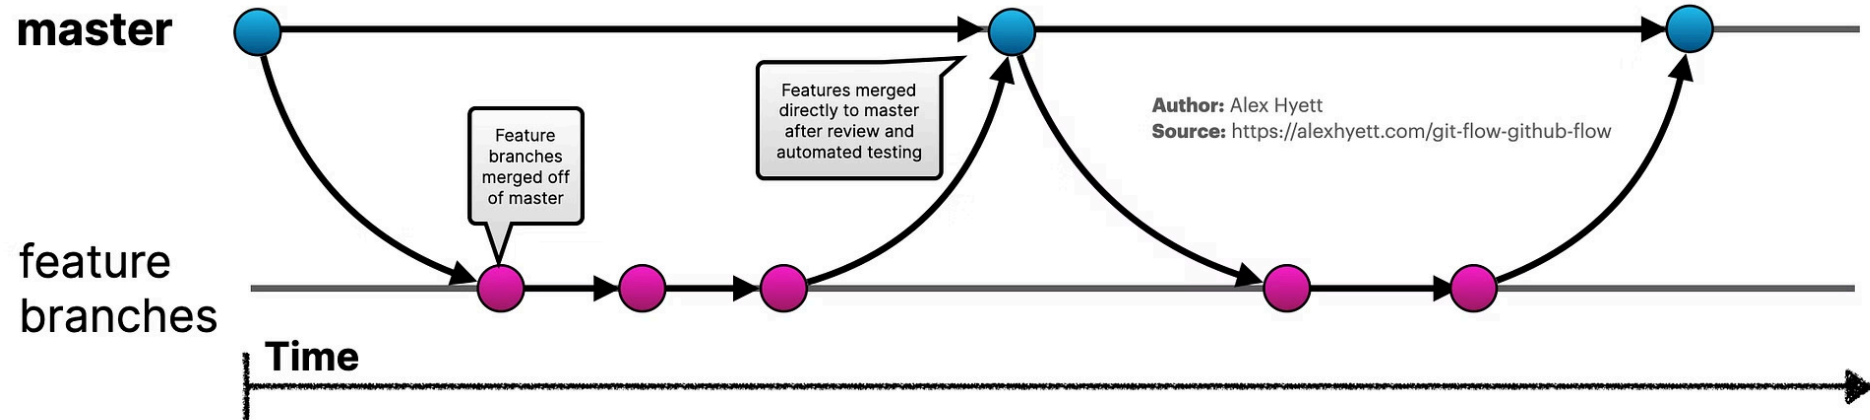 master
Feature
branches
merged off
of master
Features merged
directly to master
after review and
automated testing
Author: Alex Hyett
Source: https://alexhyett.com/git-flow-github-flow
feature
branches
Time